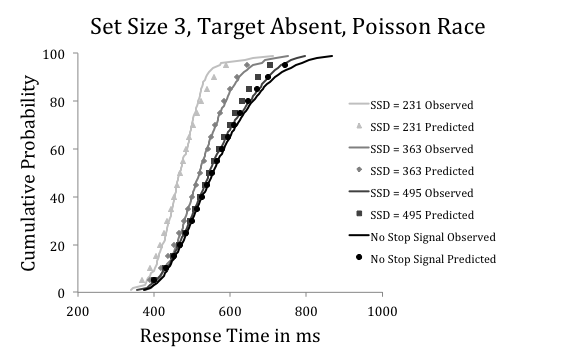 Set Size 3, Target Absent, Poisson Race
Cumulative Probability
100
80
60
40
20
0
200
400
600
800
1000
Response Time in ms
SSD = 231 Observed
SSD = 231 Predicted
SSD = 363 Observed
SSD = 363 Predicted
SSD = 495 Observed
SSD = 495 Predicted
No Stop Signal Observed
No Stop Signal Predicted